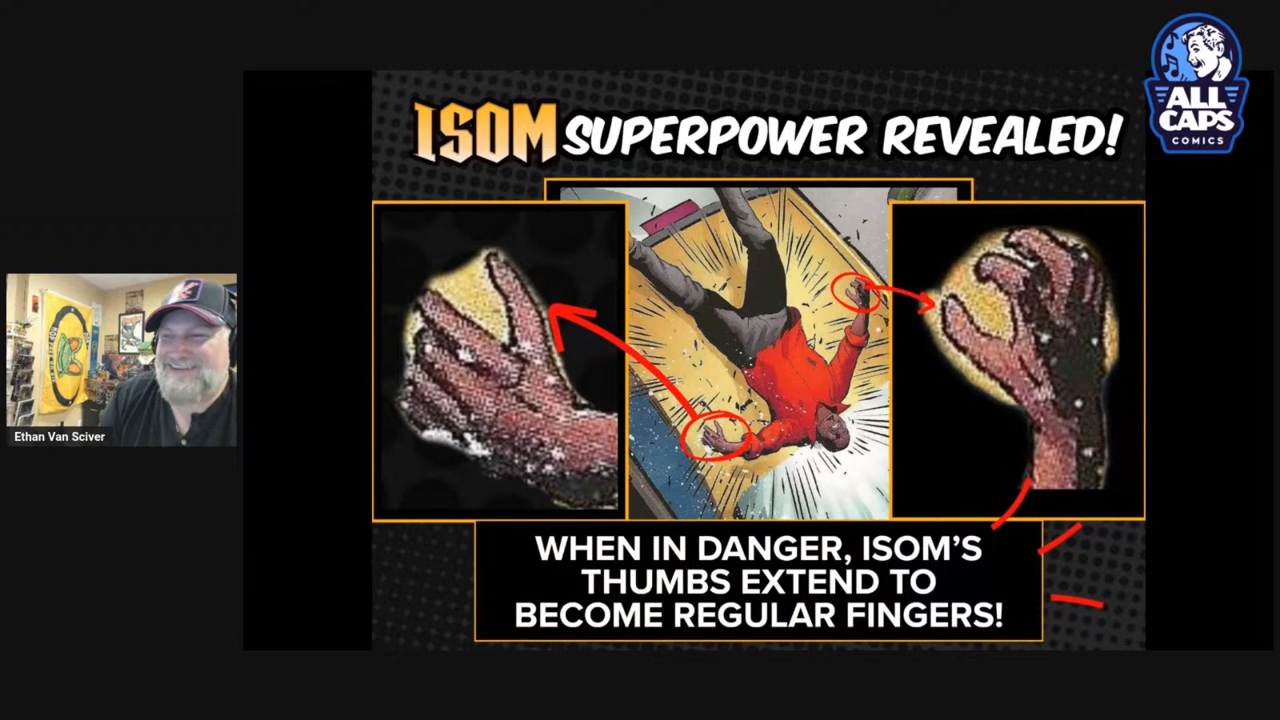 ISOM SUPERPOWER REVEALED!
ALL
CAPS
COMICS
Ethan Van Sciver
WHEN IN DANGER, ISOM'S
THUMBS EXTEND TO
BECOME REGULAR FINGERS!